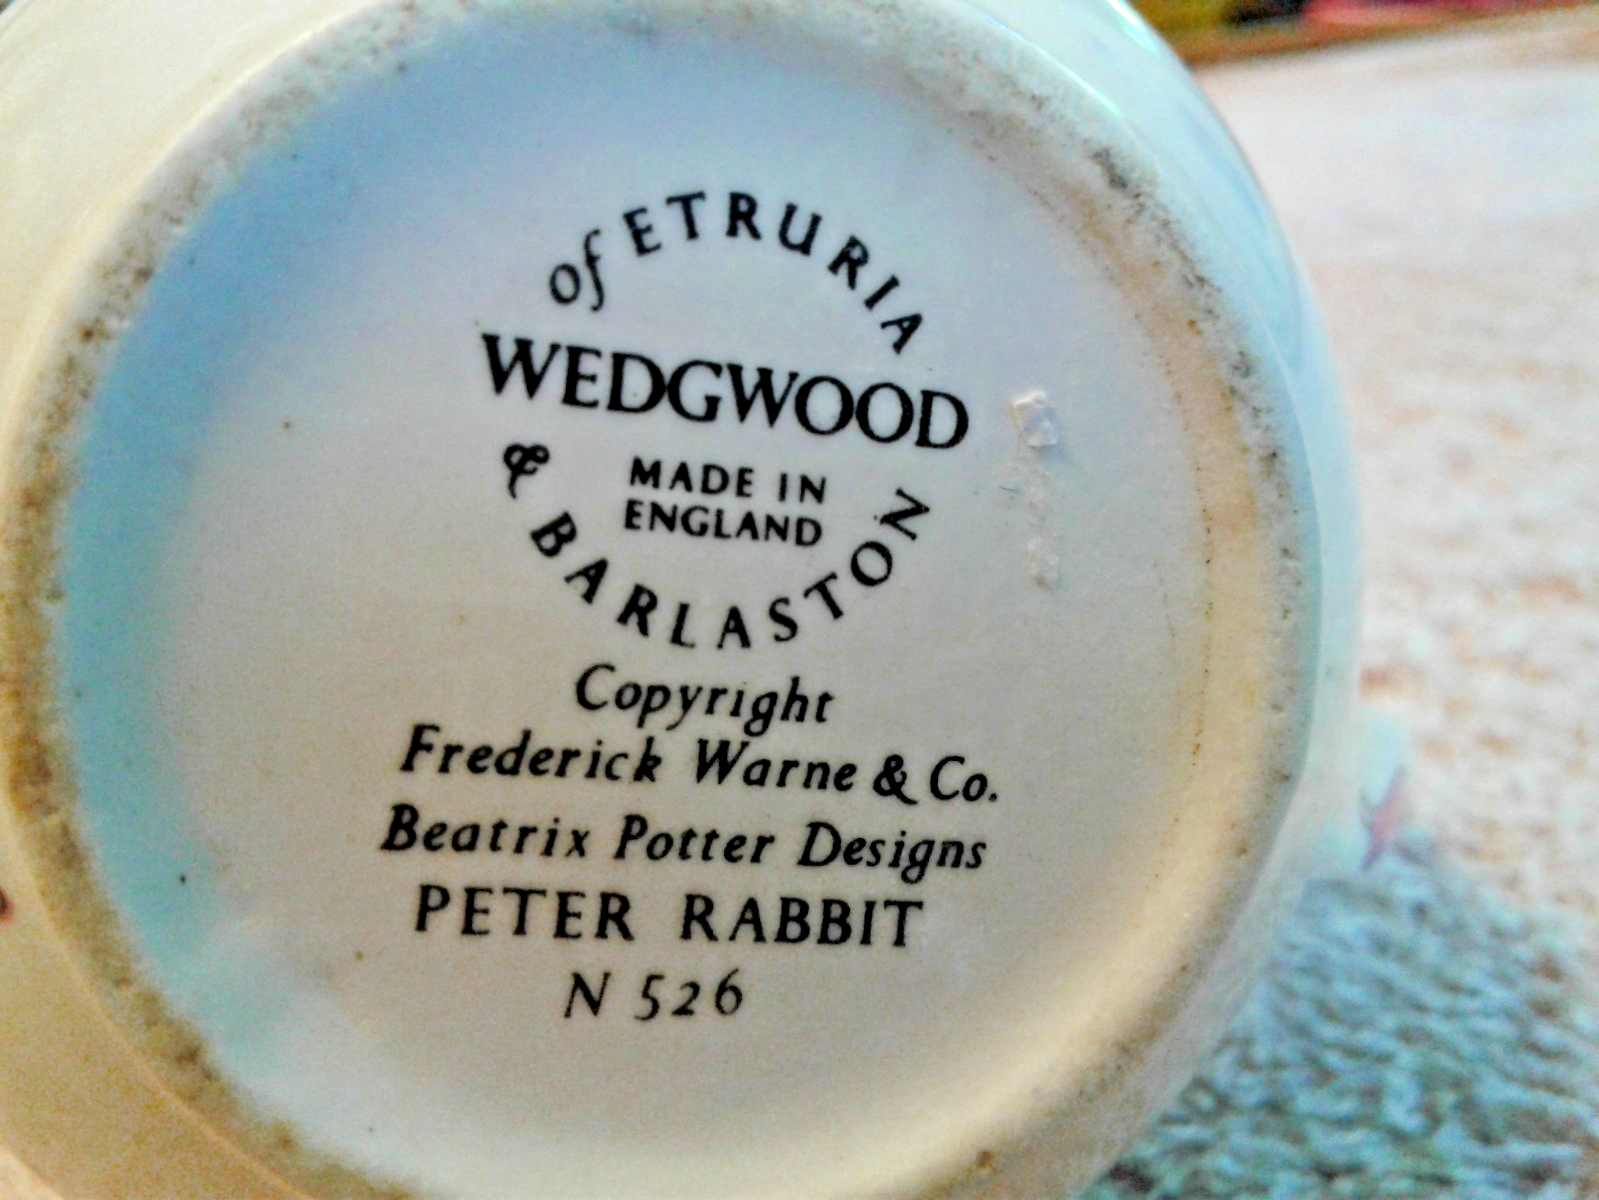 of ETRURIA
WEDGWOOD
MADE IN
ENGLAND
& BARLASTON
Copyright
Frederick Warne & Co.
Beatrix Potter Designs
PETER RABBIT
N 526